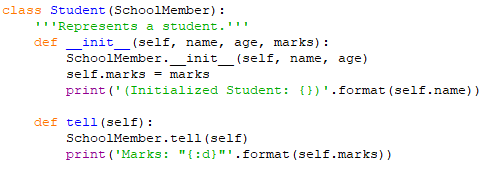 class Student(SchoolMember):
    '''Represents a student.'''
    def __init__(self, name, age, marks):
        SchoolMember.__init__(self, name, age)
        self.marks = marks
        print('(Initialized Student: {})'.format(self.name))

    def tell(self):
        SchoolMember.tell(self)
        print('Marks: "{:d}"'.format(self.marks))